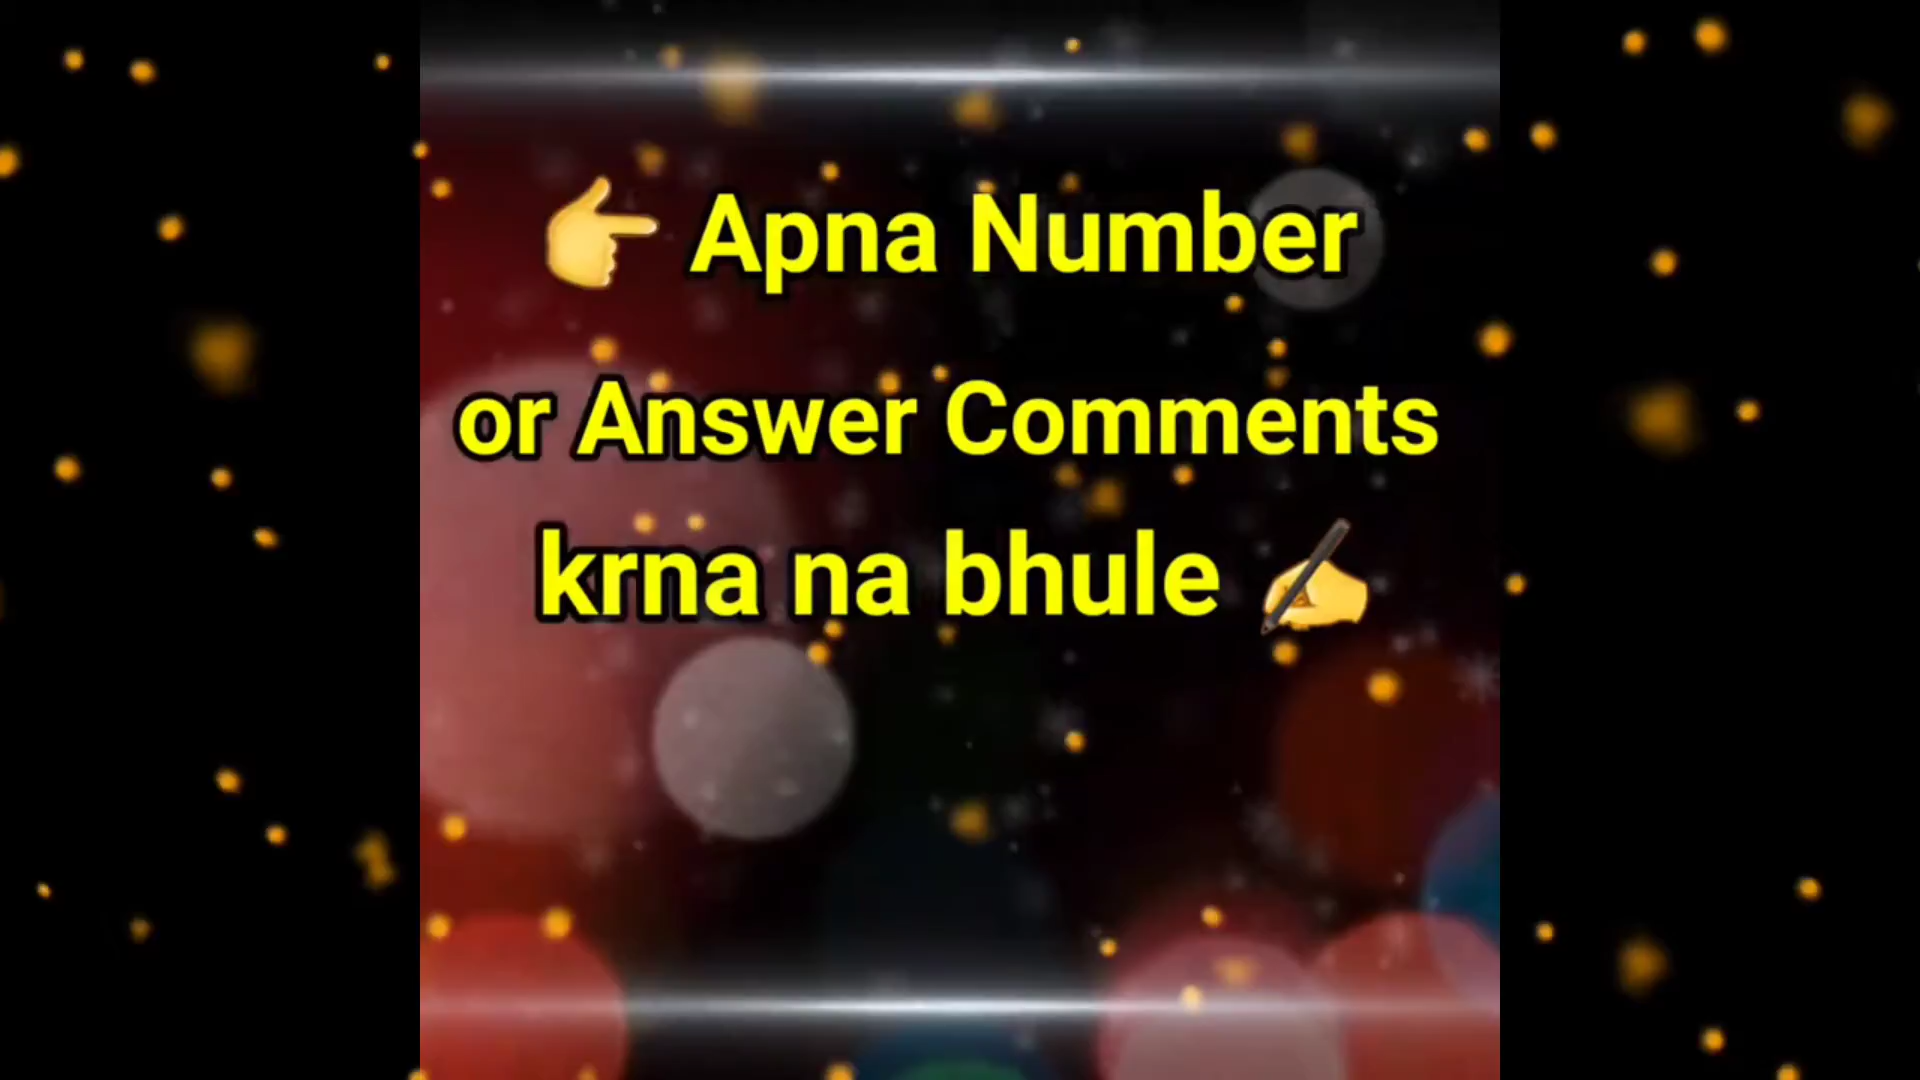 👉 Apna Number
or Answer Comments
krna na bhule ✍